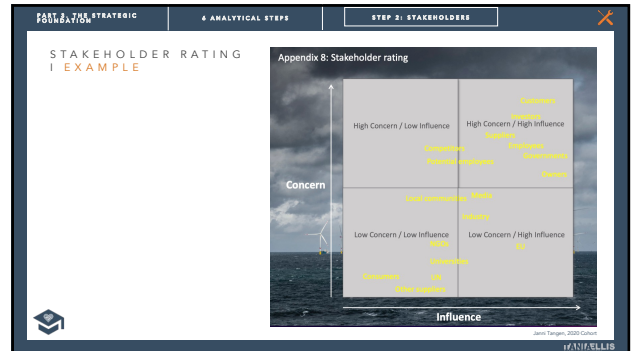 PART 2, THE STRATEGIC FOUNDATION
6 ANALYTICAL STEPS
STEP 2: STAKEHOLDERS
STAKEHOLDER RATING
I EXAMPLE
Appendix 8: Stakeholder rating
Customers
Investors
High Concern / Low Influence
High Concern / High Influence
Suppliers
Competitors
Employees
Governments
Potential employees
Owners
Concern
Local communities
Media
Industry
Low Concern / Low Influence
Low Concern / High Influence
NGOs
EU
Universities
Consumers
UN
Other suppliers
Influence
Janni Tangen, 2020 Cohort
TANIAELLIS